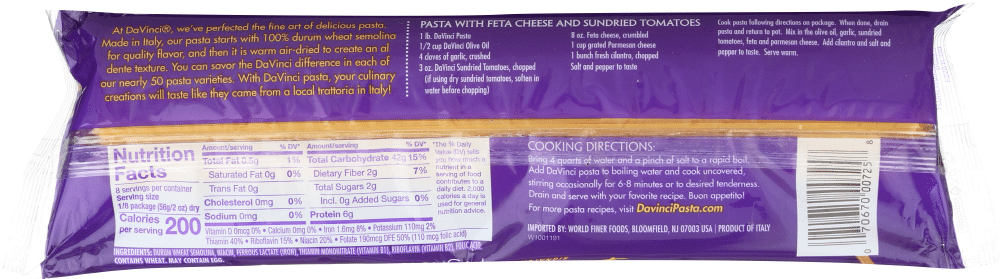 At DaVinci®, we've perfected the fine art of delicious pasta.
Made in Italy, our pasta starts with 100% durum wheat semolina
for quality flavor, and then it is warm air-dried to create an al
dente texture. You can savor the DaVinci difference in each of
our nearly 50 pasta varieties. With DaVinci pasta, your culinary
creations will taste like they came from a local trattoria in Italy!
PASTA WITH FETA CHEESE AND SUNDRIED TOMATOES
1 lb. DaVinci Pasta
1/2 cup DaVinci Olive Oil
4 cloves of garlic, crushed
3 oz. DaVinci Sundried Tomatoes, chopped
(if using dry sundried tomatoes, soften in
water before chopping)
8 oz. Feta cheese, crumbled
1 cup grated Parmesan cheese
1 bunch fresh cilantro, chopped
Salt and pepper to taste
Cook pasta following directions on package. When done, drain
pasta and return to pot. Mix in the olive oil, garlic, sundried
tomatoes, feta and parmesan cheese. Add cilantro and salt and
pepper to taste. Serve warm.
Nutrition
Facts
8 servings per container
Serving size
1/8 package (56g/2 oz) dry
Calories
per serving 200
Amount/serving % DV*
Total Fat 0.5g 1%
Saturated Fat 0g 0%
Trans Fat 0g
Cholesterol 0mg 0%
Sodium 0mg 0%
Amount/serving % DV*
Total Carbohydrate 42g 15%
Dietary Fiber 2g 7%
Total Sugars 2g
Incl. 0g Added Sugars 0%
Protein 6g
Vitamin D 0mcg 0% • Calcium 0mg 0% • Iron 1.6mg 8% • Potassium 110mg 2%
Thiamin 40% • Riboflavin 15% • Niacin 20% • Folate 190mcg DFE 50% (110 mcg folic acid)
*The % Daily
Value (DV) tells
you how much a
nutrient in a
serving of food
contributes to a
daily diet. 2,000
calories a day is
used for general
nutrition advice.
INGREDIENTS: DURUM WHEAT SEMOLINA, NIACIN, FERROUS LACTATE (IRON), THIAMIN MONONITRATE (VITAMIN B1), RIBOFLAVIN (VITAMIN B2), FOLIC ACID.
CONTAINS WHEAT. MAY CONTAIN EGG.
COOKING DIRECTIONS:
Bring 4 quarts of water and a pinch of salt to a rapid boil.
Add DaVinci pasta to boiling water and cook uncovered,
stirring occasionally for 6-8 minutes or to desired tenderness.
Drain and serve with your favorite recipe. Buon appetito!
For more pasta recipes, visit DavinciPasta.com
IMPORTED BY: WORLD FINER FOODS, BLOOMFIELD, NJ 07003 USA | PRODUCT OF ITALY
W1001191
0 70670 00725 8